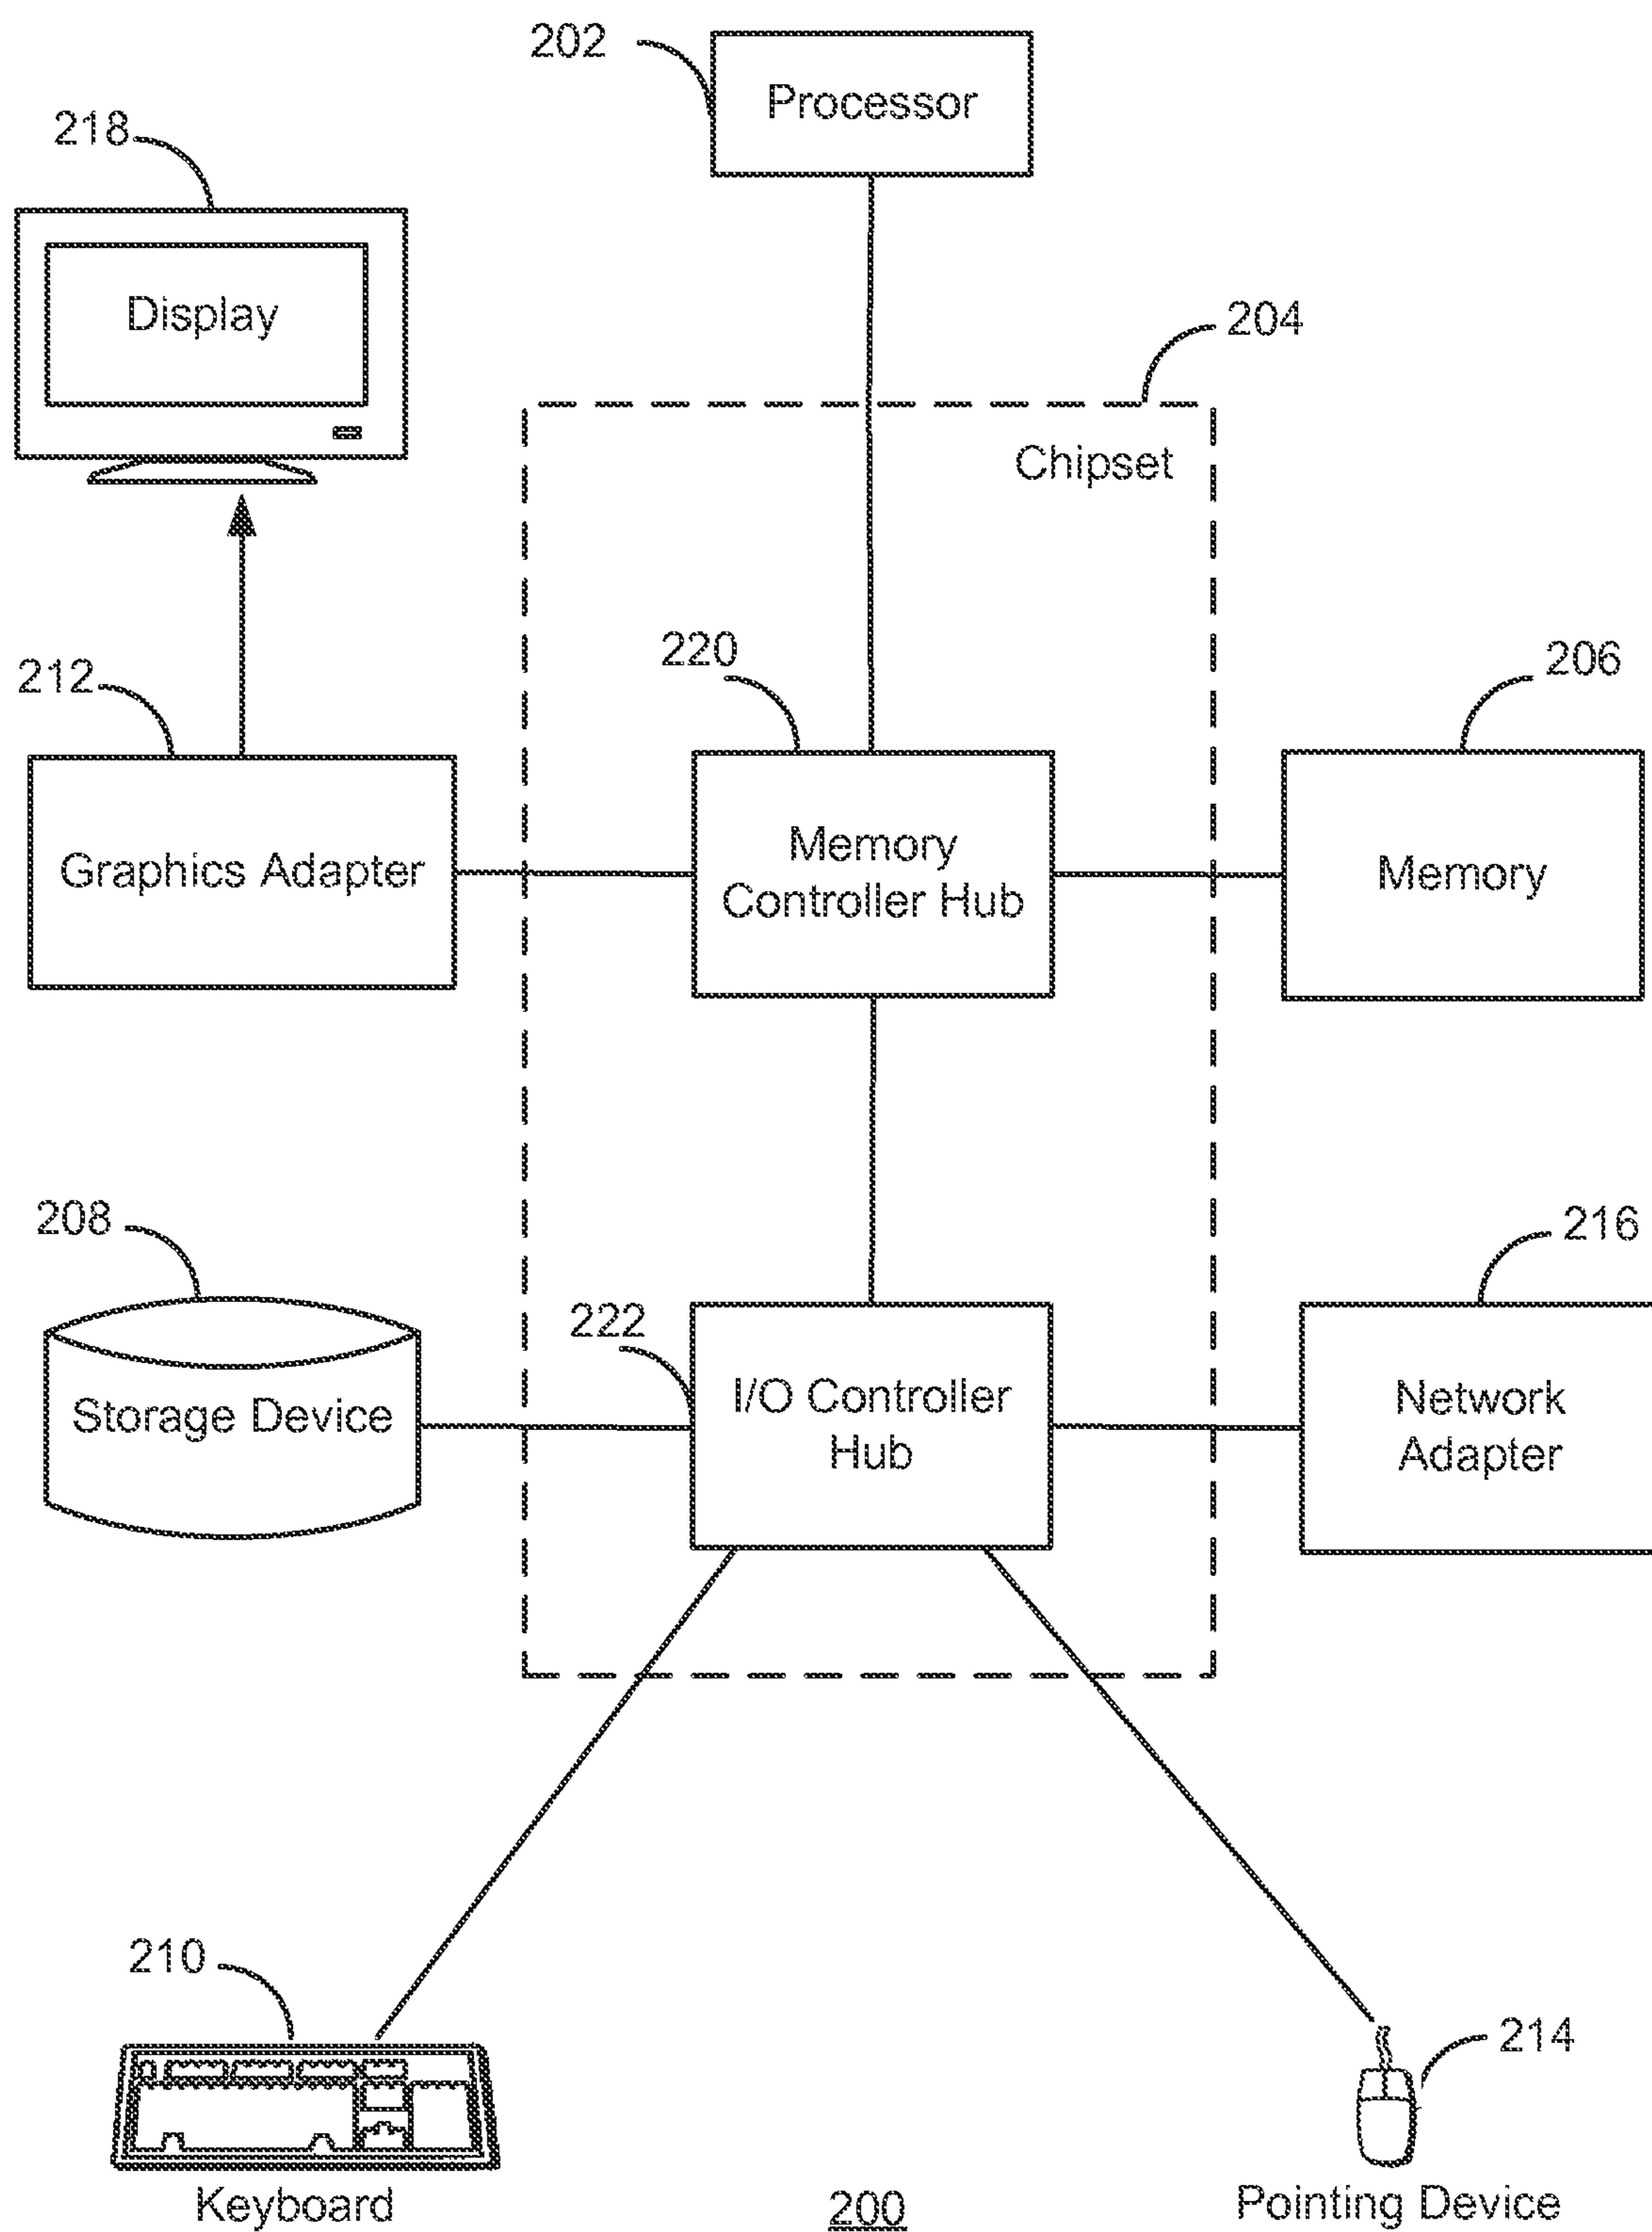 202
Processor
218
Display
204
Chipset
220
212
206
Graphics Adapter
Memory
Controller Hub
Memory
208
216
222
Storage Device
I/O Controller
Hub
Network
Adapter
210
214
Keyboard
200
Pointing Device